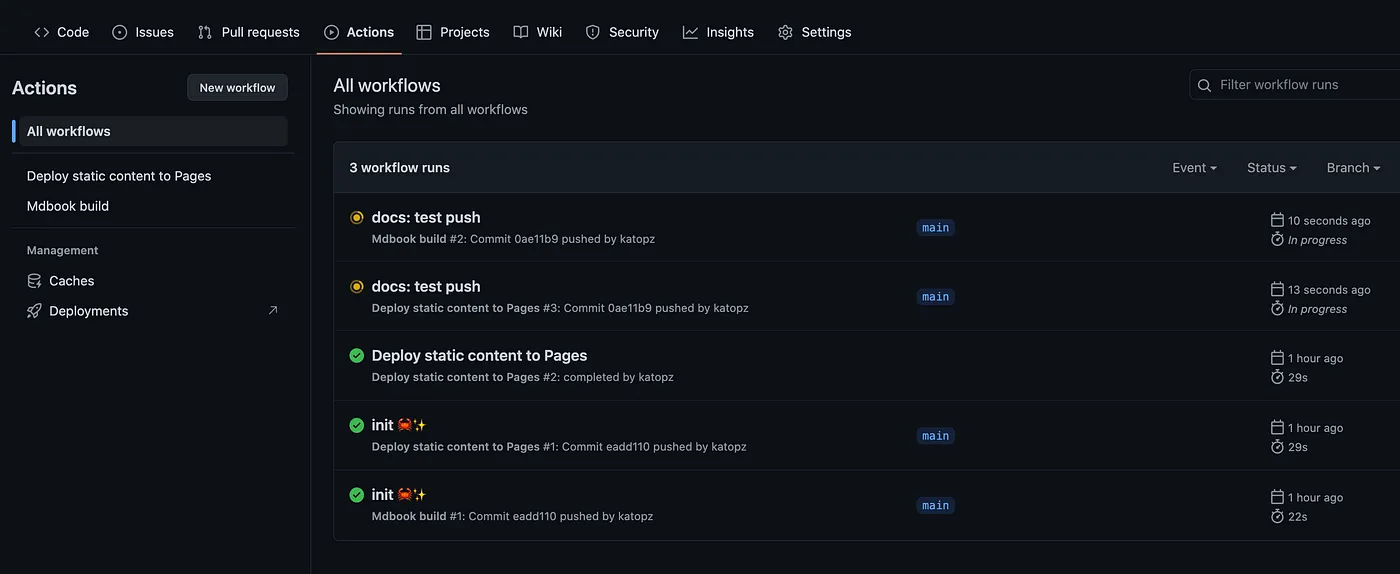 Code Issues Pull requests Actions Projects Wiki Security Insights Settings
Actions
New workflow
All workflows
Deploy static content to Pages
Mdbook build
Management
Caches
Deployments
All workflows
Showing runs from all workflows
Filter workflow runs
3 workflow runs
Event Status Branch
docs: test push
Mdbook build #2: Commit 0ae11b9 pushed by katopz
main
10 seconds ago
In progress
docs: test push
Deploy static content to Pages #3: Commit 0ae11b9 pushed by katopz
main
13 seconds ago
In progress
Deploy static content to Pages
Deploy static content to Pages #2: completed by katopz
1 hour ago
29s
init 🦀✨
Deploy static content to Pages #1: Commit eadd110 pushed by katopz
main
1 hour ago
29s
init 🦀✨
Mdbook build #1: Commit eadd110 pushed by katopz
main
1 hour ago
22s